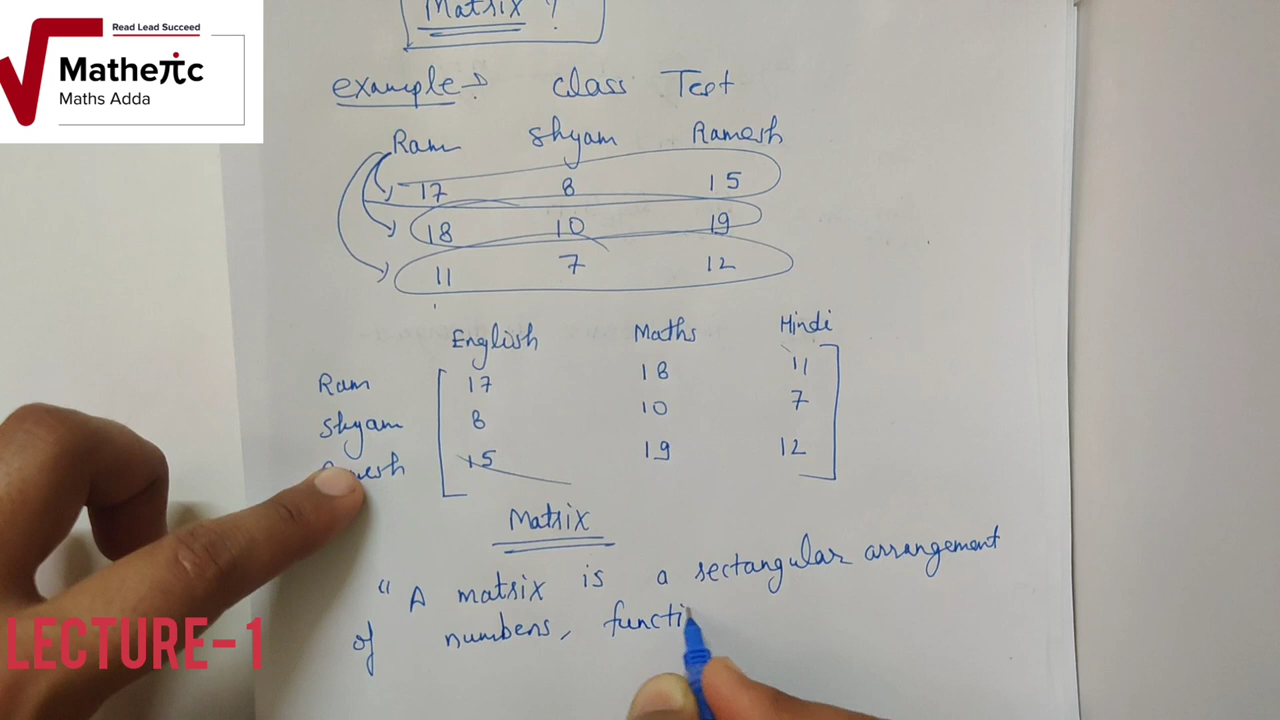 Read Lead Succeed
Matheπc
Maths Adda
Matrix ?
example → Class Test
Ram Shyam Ramesh
17 8 15
18 10 19
11 7 12
English Maths Hindi
Ram 17 18 11
Shyam 8 10 7
15 19 12
Matrix
"A matrix is a rectangular arrangement
of numbers, functi
LECTURE-1